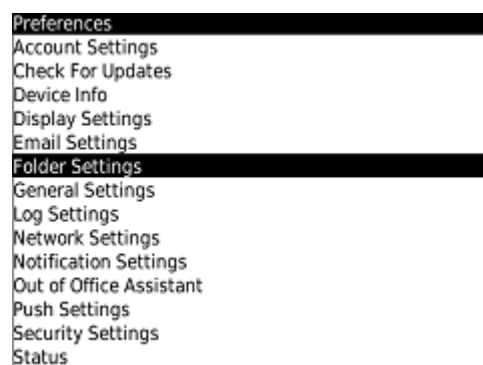 Preferences
Account Settings
Check For Updates
Device Info
Display Settings
Email Settings
Folder Settings
General Settings
Log Settings
Network Settings
Notification Settings
Out of Office Assistant
Push Settings
Security Settings
Status